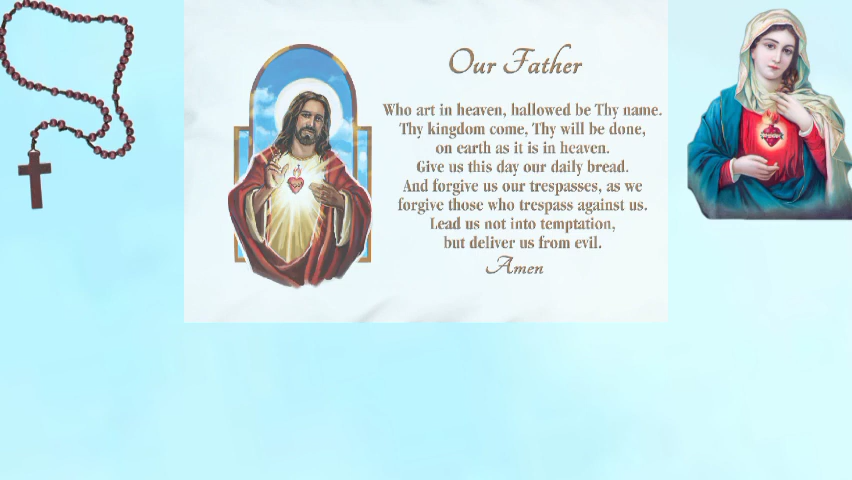 Our Father
Who art in heaven, hallowed be Thy name.
Thy kingdom come, Thy will be done,
on earth as it is in heaven.
Give us this day our daily bread.
And forgive us our trespasses, as we
forgive those who trespass against us.
Lead us not into temptation,
but deliver us from evil.
Amen